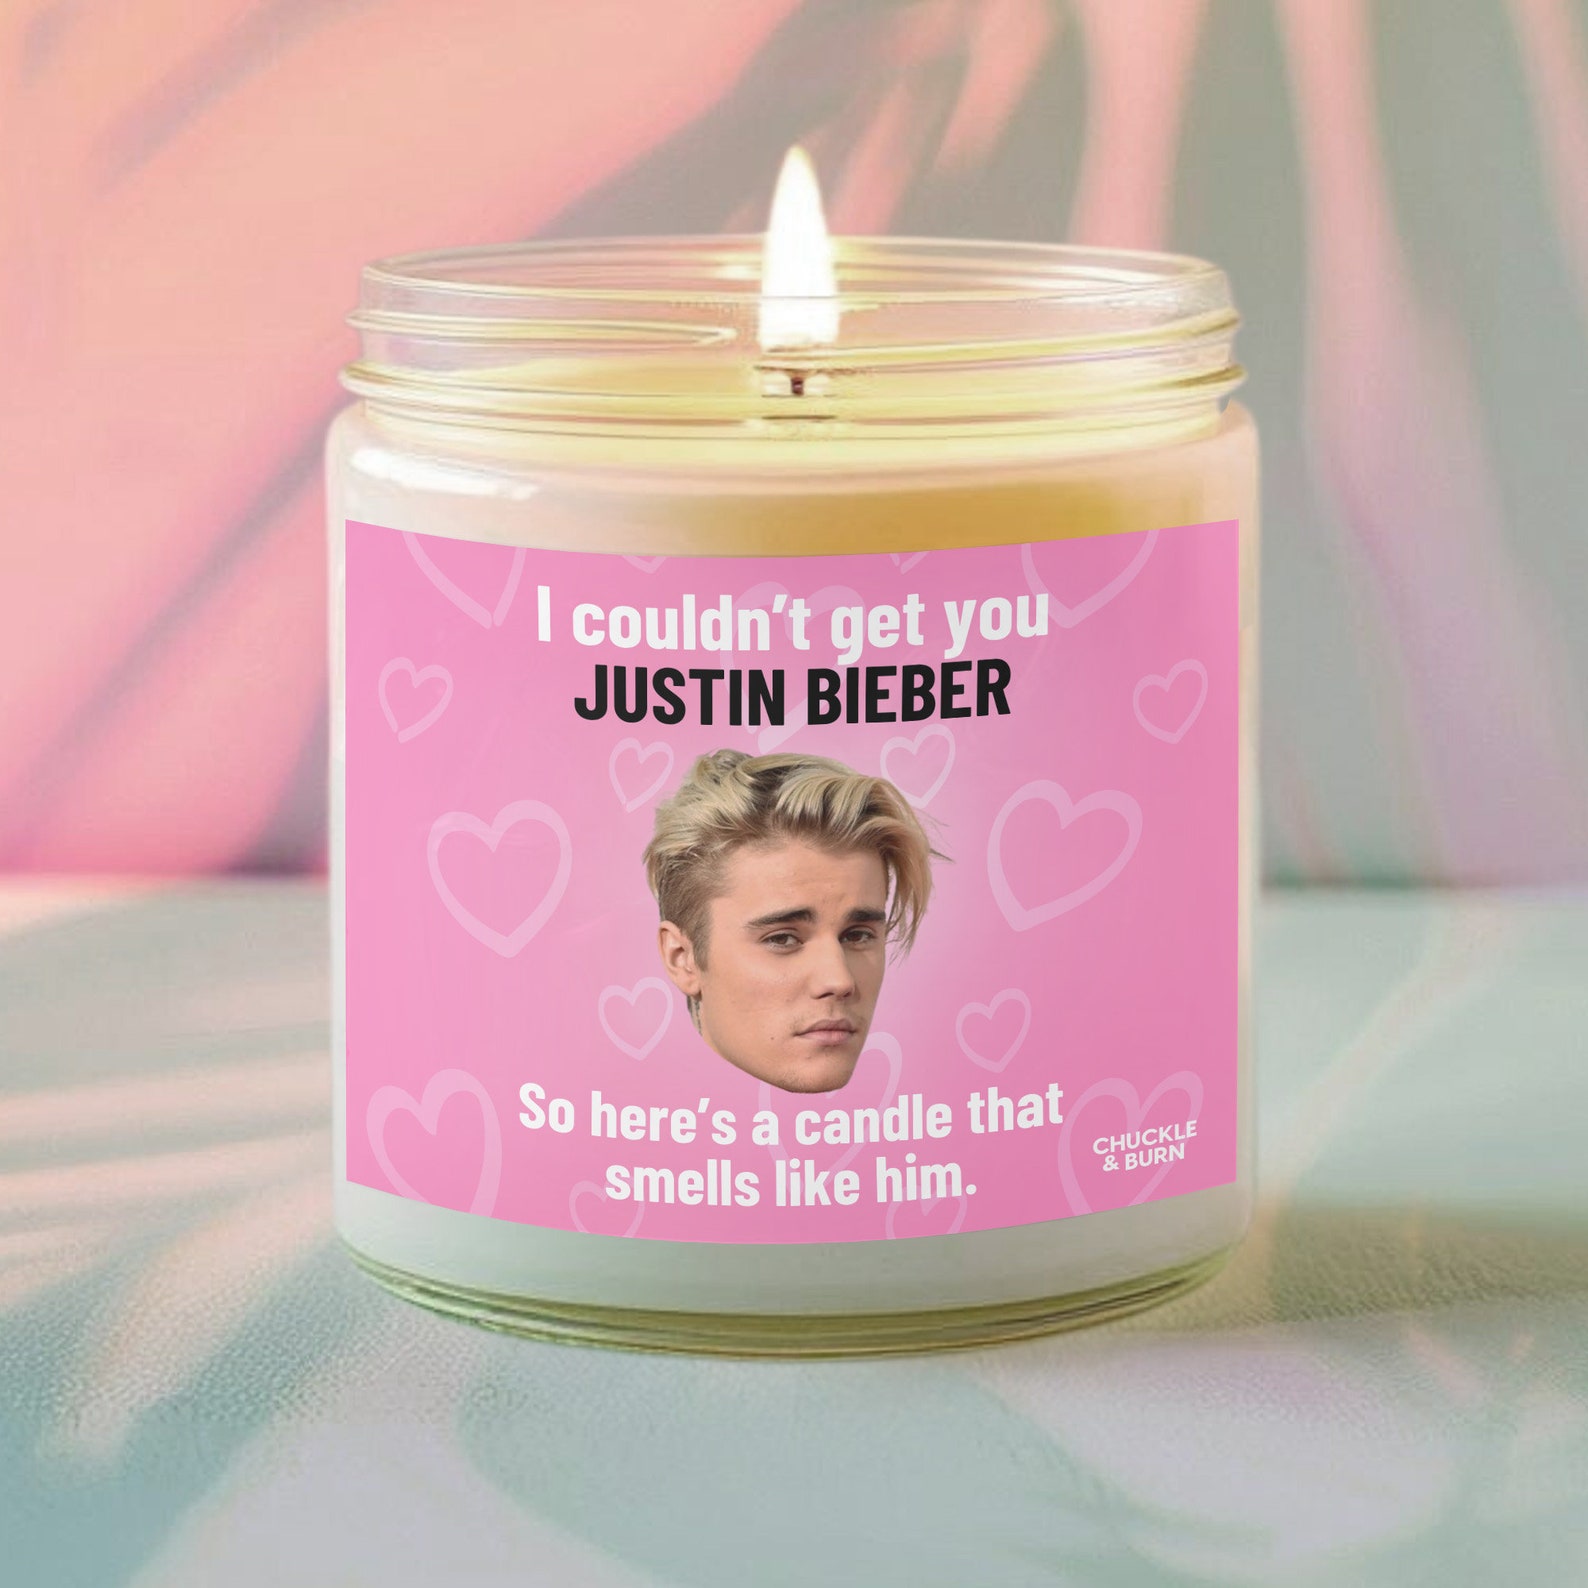 I couldn’t get you
JUSTIN BIEBER
So here’s a candle that
smells like him.
CHUCKLE
& BURN